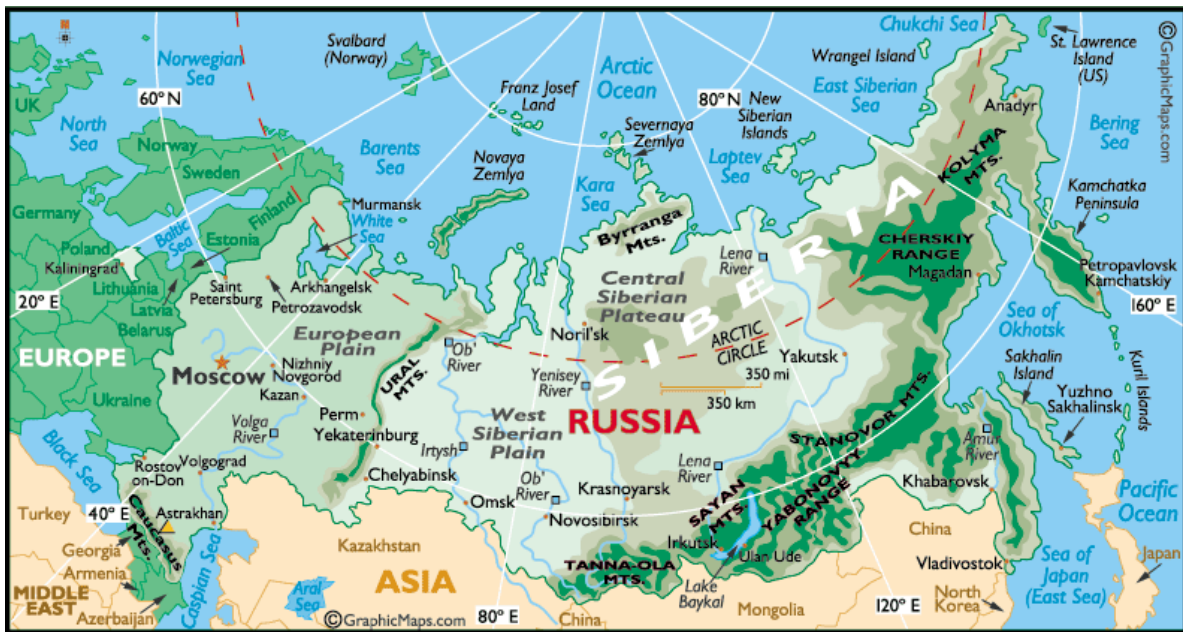 Chukchi Sea
©GraphicMaps.com
Norwegian
Sea
Svalbard
(Norway)
Wrangel Island
St. Lawrence
Island
(US)
Arctic
Ocean
Franz Josef
Land
East Siberian
Sea
UK
60° N
80° N
New
Siberian
Islands
Anadyr
North
Sea
Bering
Sea
Severnaya
Zemlya
Norway
Barents
Sea
Laptev
Sea
KOLYMA
MTS.
Novaya
Zemlya
Sweden
Kara
Sea
Kamchatka
Peninsula
Germany
Finland
Murmansk
White
Sea
Byrranga
Mts.
SIBERIA
Baltic
Sea
Estonia
Poland
Kaliningrad
CHERSKIY
RANGE
Magadan
Lena
River
Petropavlovsk
Kamchatskiy
Lithuania
Saint
Petersburg
Arkhangelsk
Petrozavodsk
Central
Siberian
Plateau
20° E
160° E
Latvia
Belarus
European
Plain
Noril'sk
Sea of
Okhotsk
ARCTIC
CIRCLE
EUROPE
Moscow
Nizhniy
Novgorod
Ob'
River
URAL
MTS.
Yakutsk
Sakhalin
Island
Kuril Islands
350 mi
350 km
Yenisey
River
Kazan
Ukraine
Perm
Volga
River
West
Siberian
Plain
RUSSIA
STANOVOR MTS.
Yuzhno
Sakhalinsk
Yekaterinburg
Irtysh
Amur
River
Black Sea
Rostov
on-Don
Volgograd
Chelyabinsk
Ob'
River
Lena
River
SAYAN
MTS.
YABONOVYY
RANGE
Khabarovsk
Krasnoyarsk
Omsk
Novosibirsk
Pacific
Ocean
Turkey
40° E
Astrakhan
Caucasus
Mts.
China
Irkutsk
Ulan Ude
Georgia
Kazakhstan
Armenia
Caspian Sea
TANNA-OLA
MTS.
Vladivostok
Japan
MIDDLE
EAST
ASIA
Lake
Baykal
Sea of
Japan
(East Sea)
Aral
Sea
North
Korea
Azerbaijan
©GraphicMaps.com
80° E
China
Mongolia
120° E